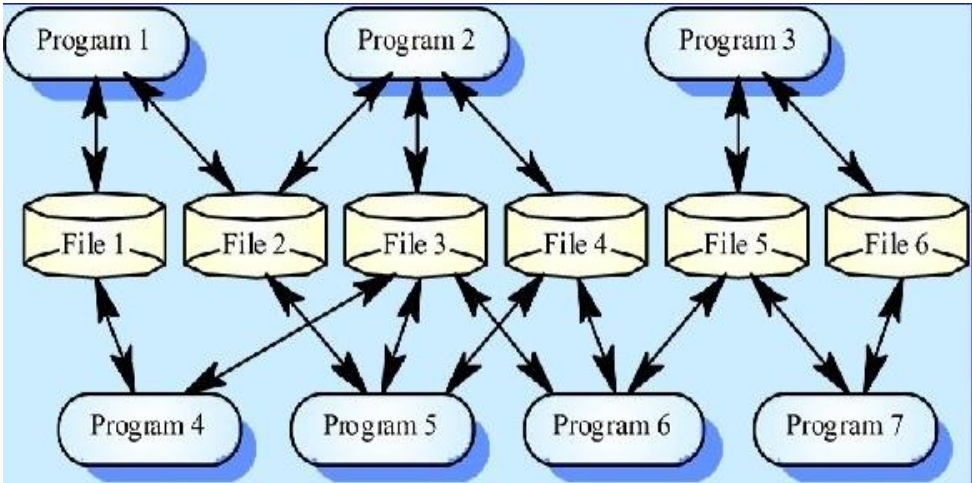 Program 1
Program 2
Program 3
File 1
File 2
File 3
File 4
File 5
File 6
Program 4
Program 5
Program 6
Program 7